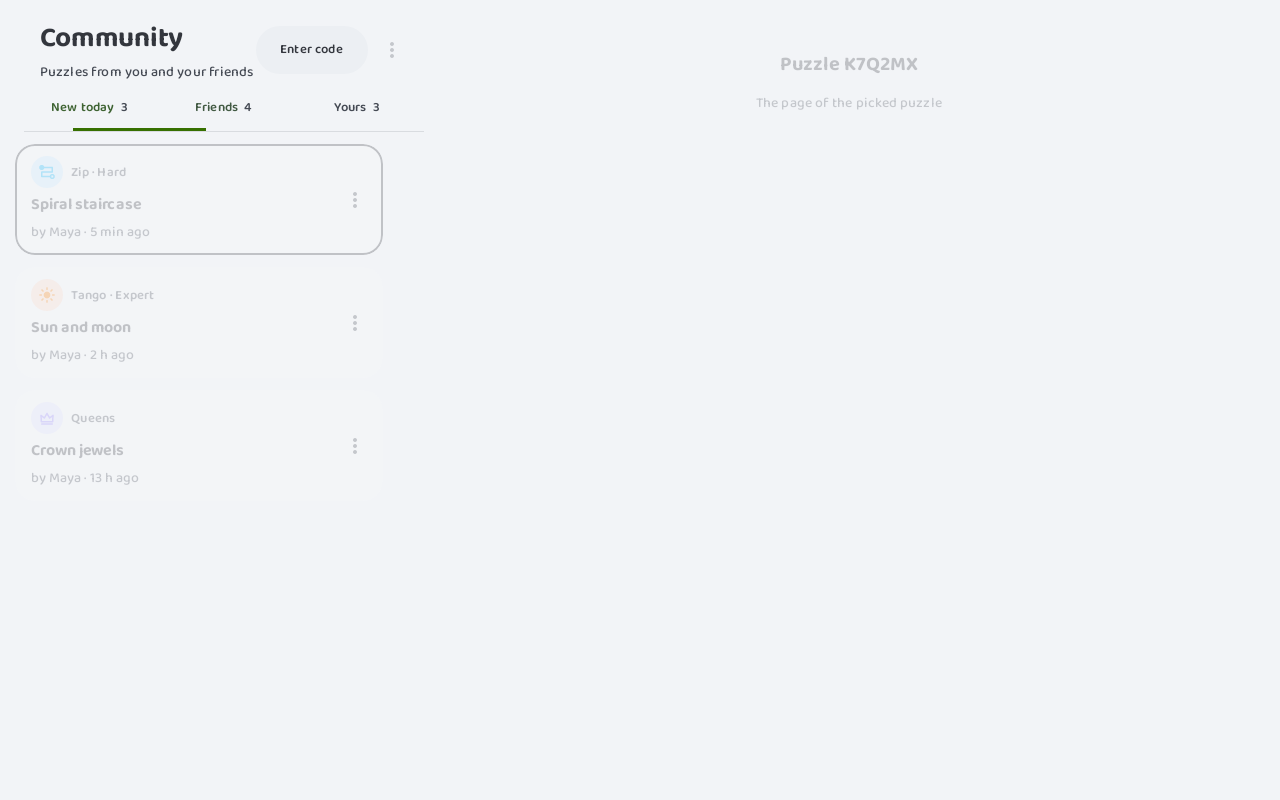 Community
Puzzles from you and your friends
Enter code
New today 3
Friends 4
Yours 3
Zip · Hard
Spiral staircase
by Maya · 5 min ago
Tango · Expert
Sun and moon
by Maya · 2 h ago
Queens
Crown jewels
by Maya · 13 h ago
Puzzle K7Q2MX
The page of the picked puzzle